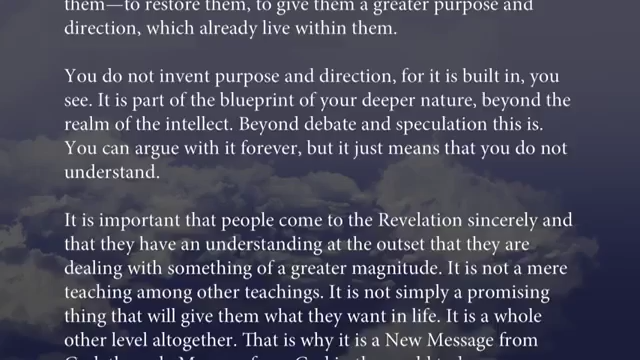 them—to restore them, to give them a greater purpose and
direction, which already live within them.
You do not invent purpose and direction, for it is built in, you
see. It is part of the blueprint of your deeper nature, beyond the
realm of the intellect. Beyond debate and speculation this is.
You can argue with it forever, but it just means that you do not
understand.
It is important that people come to the Revelation sincerely and
that they have an understanding at the outset that they are
dealing with something of a greater magnitude. It is not a mere
teaching among other teachings. It is not simply a promising
thing that will give them what they want in life. It is a whole
other level altogether. That is why it is a New Message from